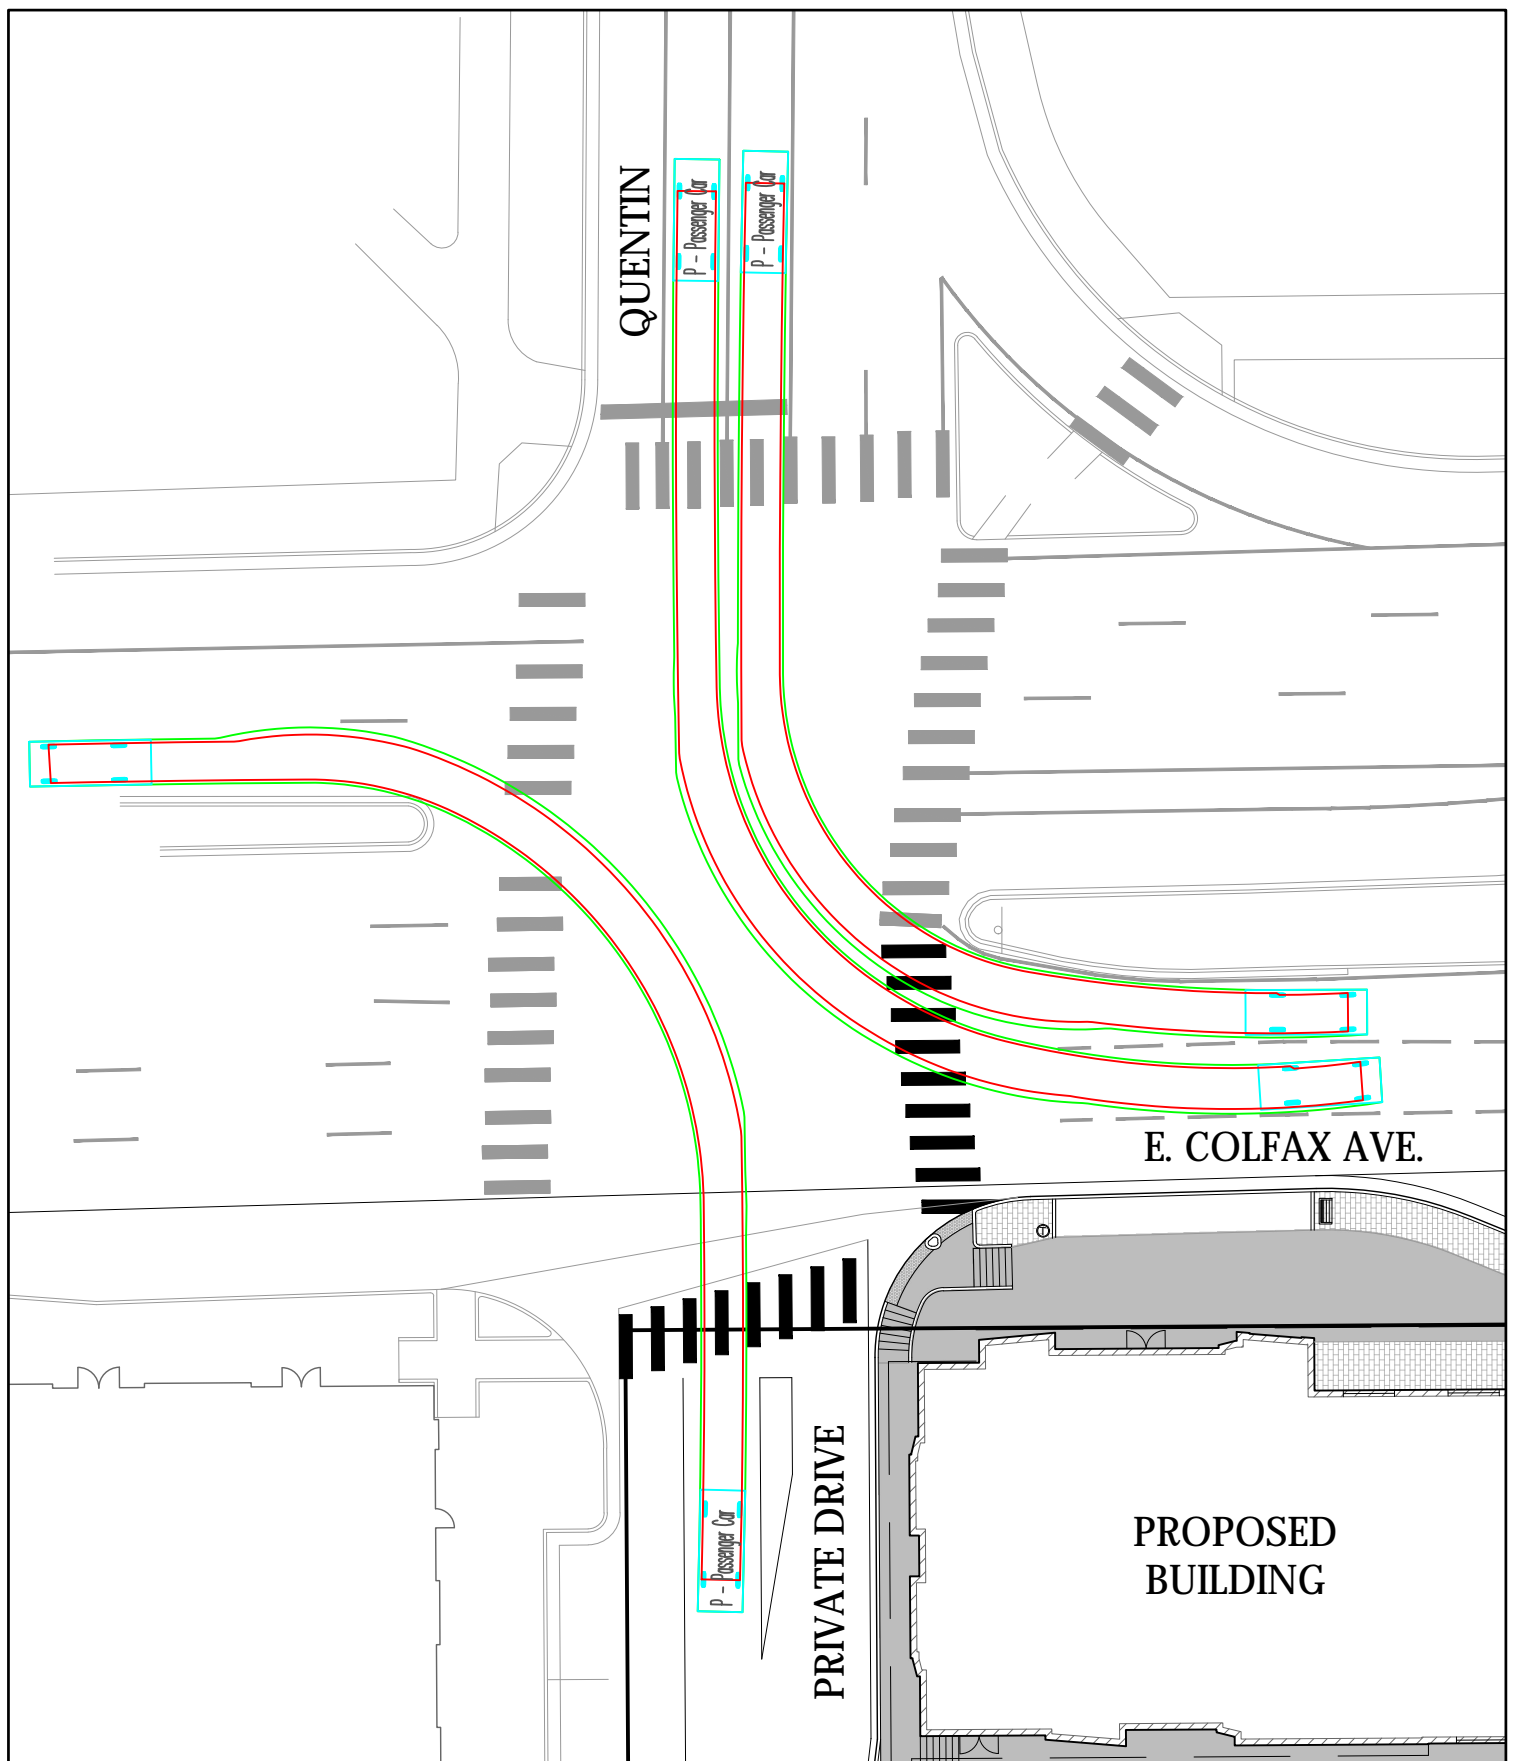 QUENTIN
P - Passenger Car
P - Passenger Car
E. COLFAX AVE.
PRIVATE DRIVE
P - Passenger Car
PROPOSED
BUILDING